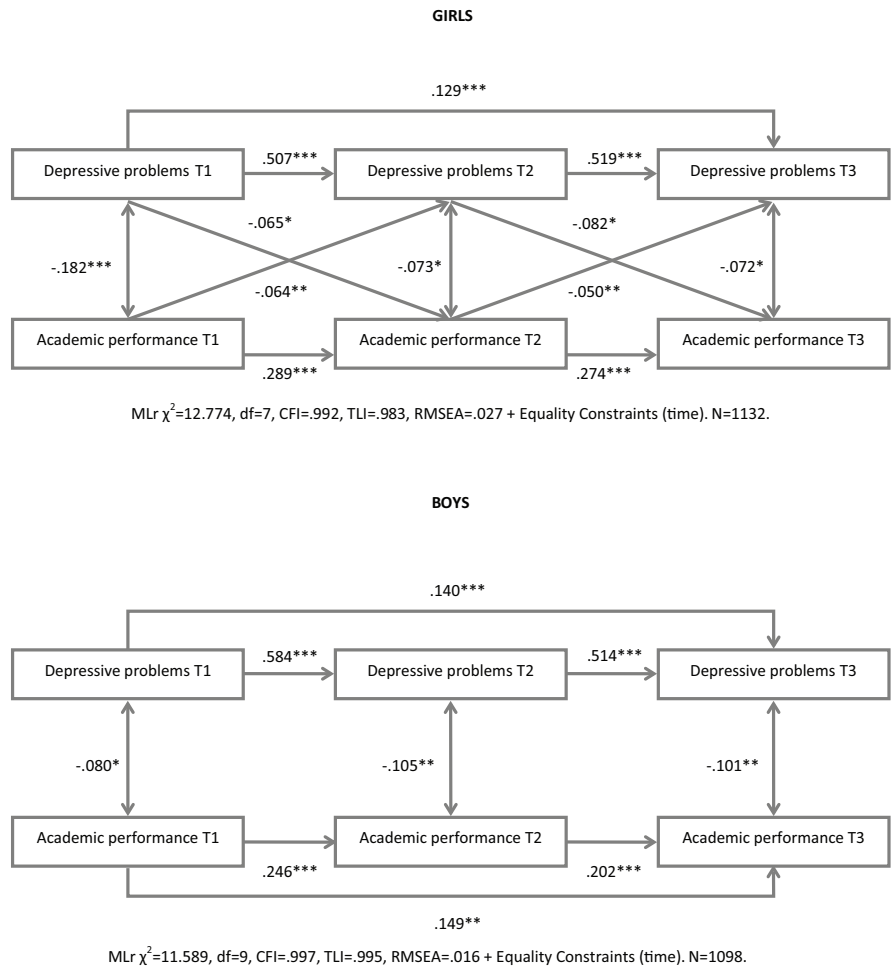 GIRLS
.129***
Depressive problems T1
.507***
Depressive problems T2
.519***
Depressive problems T3
-.065*
-.082*
-.182***
-.073*
-.072*
-.064**
-.050**
Academic performance T1
.289***
Academic performance T2
.274***
Academic performance T3
MLr χ²=12.774, df=7, CFI=.992, TLI=.983, RMSEA=.027 + Equality Constraints (time). N=1132.
BOYS
.140***
Depressive problems T1
.584***
Depressive problems T2
.514***
Depressive problems T3
-.080*
-.105**
-.101**
Academic performance T1
.246***
Academic performance T2
.202***
Academic performance T3
.149**
MLr χ²=11.589, df=9, CFI=.997, TLI=.995, RMSEA=.016 + Equality Constraints (time). N=1098.